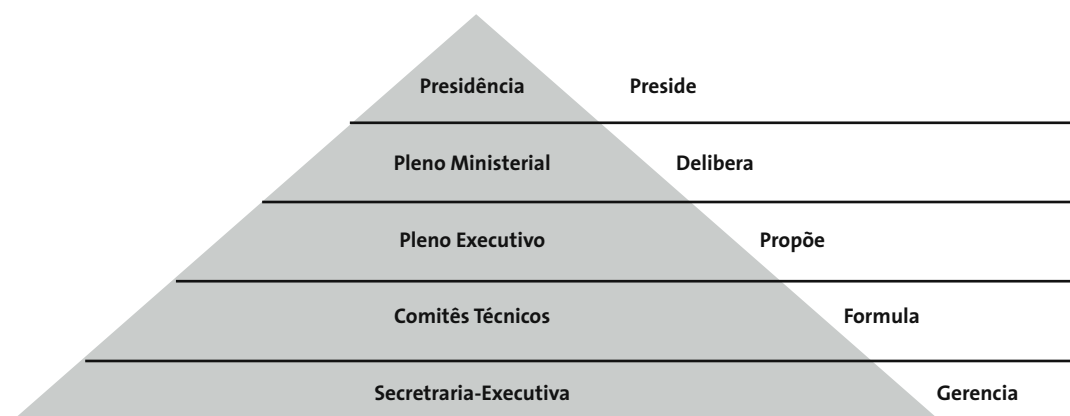 Presidência Preside
Pleno Ministerial Delibera
Pleno Executivo Propõe
Comitês Técnicos Formula
Secretraria-Executiva Gerencia